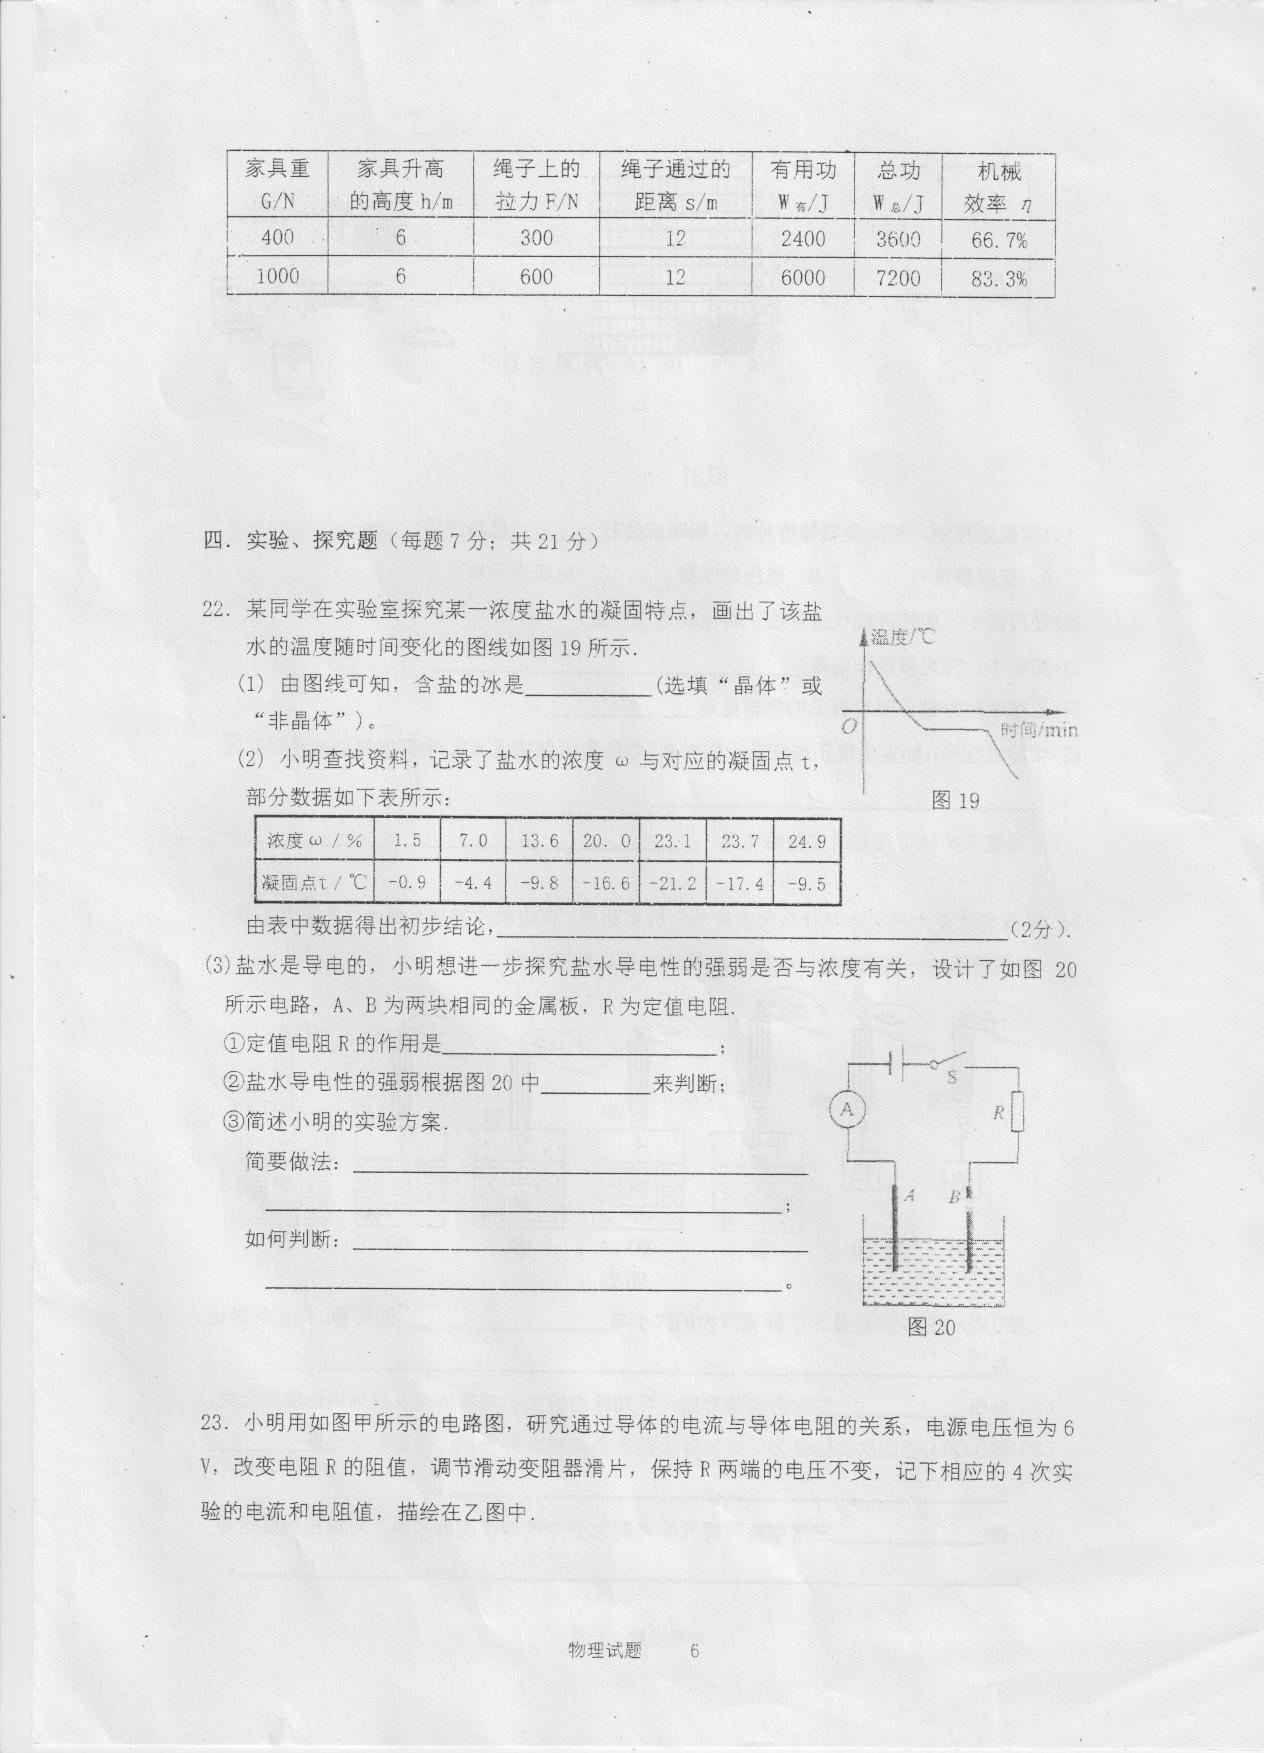 家具重 家具升高 绳子上的 绳子通过的 有用功 总功 机械
G/N 的高度 h/m 拉力 F/N 距离 s/m W有/J W总/J 效率 η
400 6 300 12 2400 3600 66.7%
1000 6 600 12 6000 7200 83.3%
四. 实验、探究题（每题7分；共21分）
22. 某同学在实验室探究某一浓度盐水的凝固特点，画出了该盐
水的温度随时间变化的图线如图19所示.
(1) 由图线可知，含盐的冰是____________(选填“晶体”或
“非晶体”)。
(2) 小明查找资料，记录了盐水的浓度 ω 与对应的凝固点 t，
部分数据如下表所示：
温度/℃
O
时间/min
图19
浓度ω / % 1.5 7.0 13.6 20.0 23.1 23.7 24.9
凝固点t / ℃ -0.9 -4.4 -9.8 -16.6 -21.2 -17.4 -9.5
由表中数据得出初步结论，____________(2分).
(3)盐水是导电的，小明想进一步探究盐水导电性的强弱是否与浓度有关，设计了如图 20
所示电路，A、B为两块相同的金属板，R为定值电阻.
①定值电阻R的作用是____________；
②盐水导电性的强弱根据图20中__________来判断；
③简述小明的实验方案.
简要做法：____________
____________；
如何判断：____________
____________。
S
A
R
A
B
图20
23. 小明用如图甲所示的电路图，研究通过导体的电流与导体电阻的关系，电源电压恒为6
V，改变电阻R的阻值，调节滑动变阻器滑片，保持R两端的电压不变，记下相应的4次实
验的电流和电阻值，描绘在乙图中.
物理试题 6